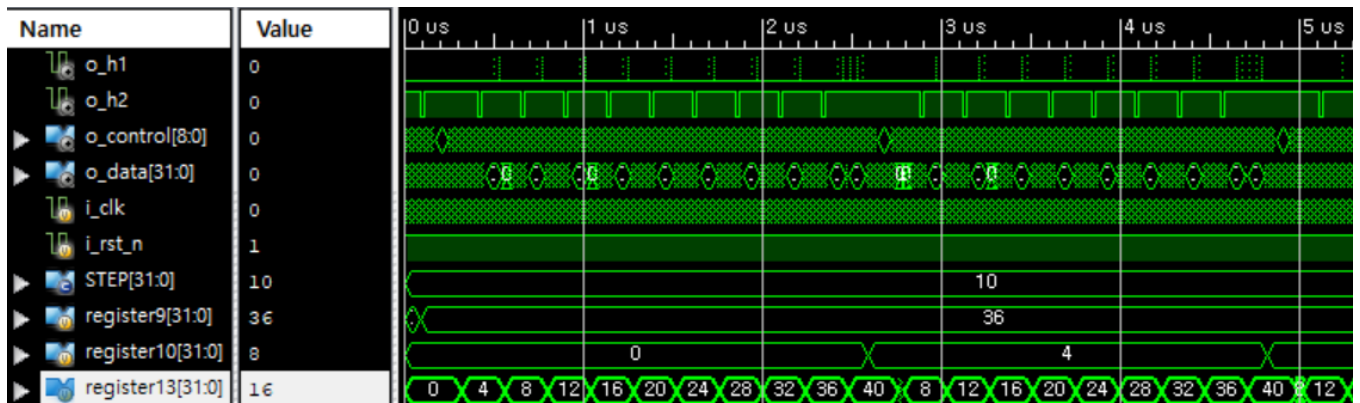 Name Value |0 us |1 us |2 us |3 us |4 us |5 us
o_h1 0
o_h2 0
o_control[8:0] 0
o_data[31:0] 0
i_clk 0
i_rst_n 1
STEP[31:0] 10 10
register9[31:0] 36 36
register10[31:0] 8 0 4
register13[31:0] 16 0 4 8 12 16 20 24 28 32 36 40 8 12 16 20 24 28 32 36 40 12